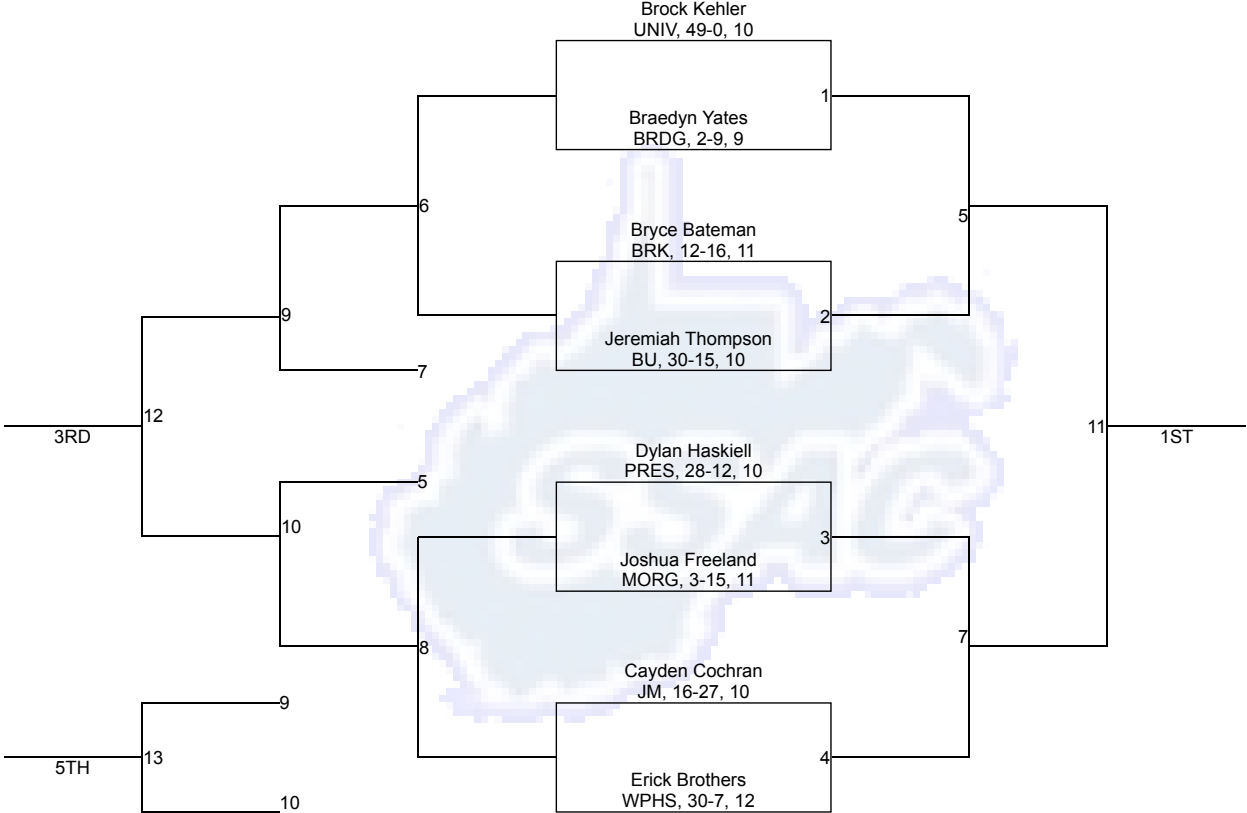 Brock Kehler
UNIV, 49-0, 10
1
Braedyn Yates
BRDG, 2-9, 9
6
5
Bryce Bateman
BRK, 12-16, 11
9
2
Jeremiah Thompson
BU, 30-15, 10
7
12
3RD
11
1ST
Dylan Haskiell
PRES, 28-12, 10
5
10
3
Joshua Freeland
MORG, 3-15, 11
8
7
Cayden Cochran
JM, 16-27, 10
9
13
5TH
4
Erick Brothers
WPHS, 30-7, 12
10
SSAC